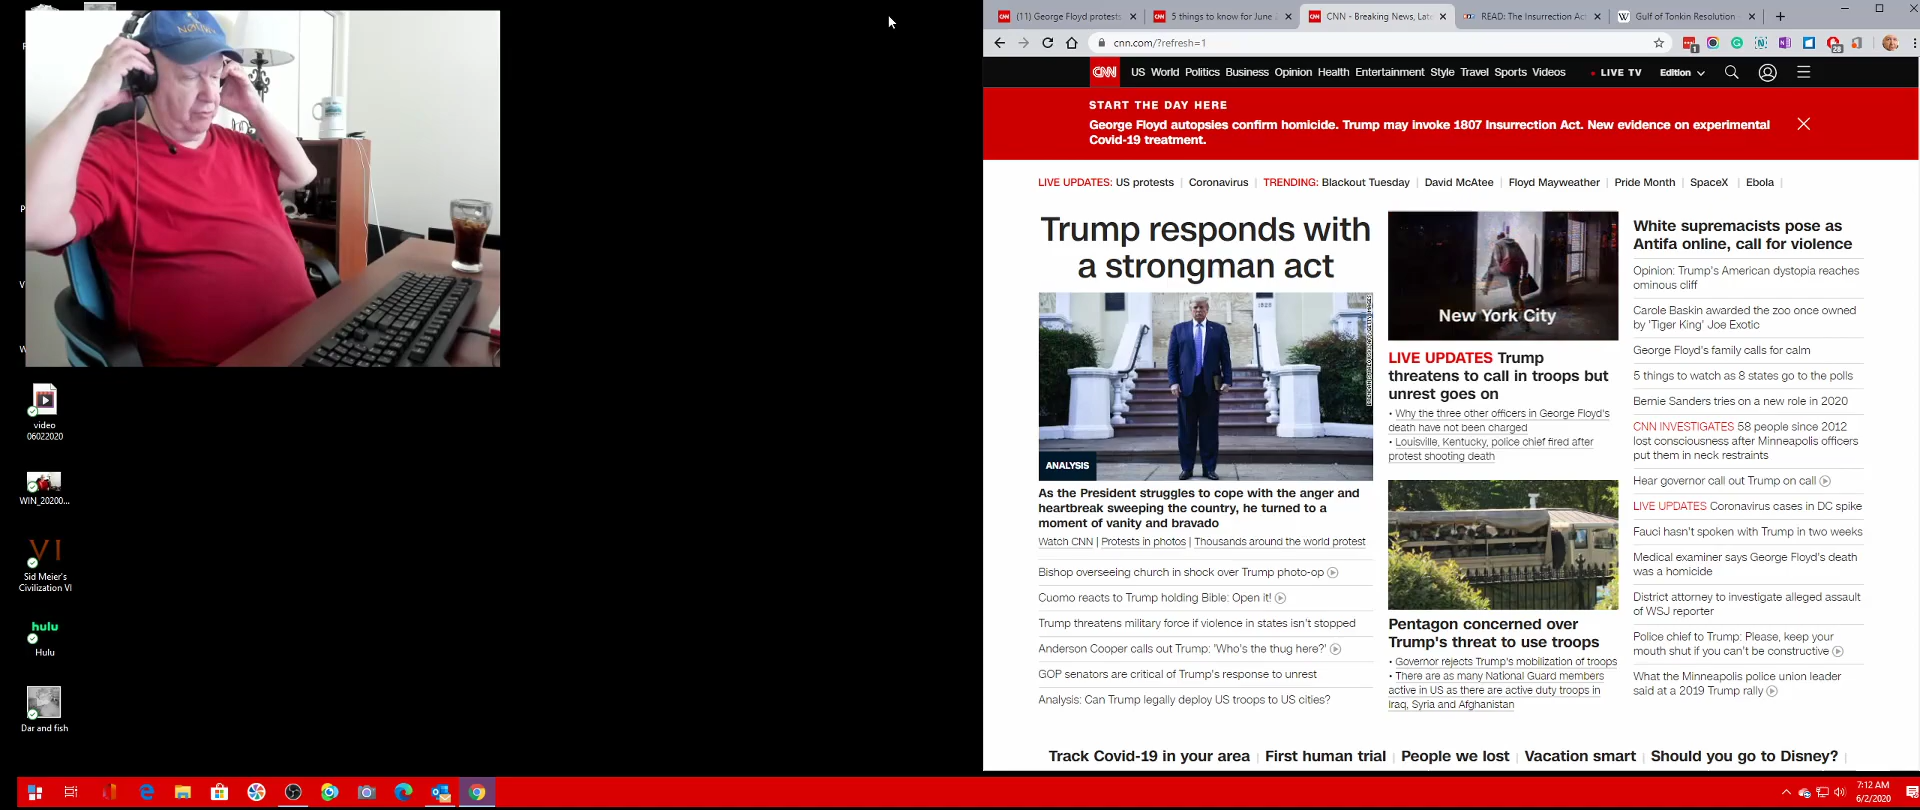 video
06022020
WIN_20200...
VI
Sid Meier's
Civilization VI
hulu
Hulu
Dar and fish
(11) George Floyd protests
5 things to know for June
CNN - Breaking News, Late
READ: The Insurrection Act
Gulf of Tonkin Resolution
cnn.com/?refresh=1
CNN US World Politics Business Opinion Health Entertainment Style Travel Sports Videos LIVE TV Edition
START THE DAY HERE
George Floyd autopsies confirm homicide. Trump may invoke 1807 Insurrection Act. New evidence on experimental
Covid-19 treatment.
LIVE UPDATES: US protests | Coronavirus | TRENDING: Blackout Tuesday | David McAtee | Floyd Mayweather | Pride Month | SpaceX | Ebola |
Trump responds with
a strongman act
ANALYSIS
As the President struggles to cope with the anger and
heartbreak sweeping the country, he turned to a
moment of vanity and bravado
Watch CNN | Protests in photos | Thousands around the world protest
Bishop overseeing church in shock over Trump photo-op
Cuomo reacts to Trump holding Bible: Open it!
Trump threatens military force if violence in states isn't stopped
Anderson Cooper calls out Trump: 'Who's the thug here?'
GOP senators are critical of Trump's response to unrest
Analysis: Can Trump legally deploy US troops to US cities?
New York City
LIVE UPDATES Trump
threatens to call in troops but
unrest goes on
• Why the three other officers in George Floyd's
death have not been charged
• Louisville, Kentucky, police chief fired after
protest shooting death
Pentagon concerned over
Trump's threat to use troops
• Governor rejects Trump's mobilization of troops
• There are as many National Guard members
active in US as there are active duty troops in
Iraq, Syria and Afghanistan
White supremacists pose as
Antifa online, call for violence
Opinion: Trump's American dystopia reaches
ominous cliff
Carole Baskin awarded the zoo once owned
by 'Tiger King' Joe Exotic
George Floyd's family calls for calm
5 things to watch as 8 states go to the polls
Bernie Sanders tries on a new role in 2020
CNN INVESTIGATES 58 people since 2012
lost consciousness after Minneapolis officers
put them in neck restraints
Hear governor call out Trump on call
LIVE UPDATES Coronavirus cases in DC spike
Fauci hasn't spoken with Trump in two weeks
Medical examiner says George Floyd's death
was a homicide
District attorney to investigate alleged assault
of WSJ reporter
Police chief to Trump: Please, keep your
mouth shut if you can't be constructive
What the Minneapolis police union leader
said at a 2019 Trump rally
Track Covid-19 in your area | First human trial | People we lost | Vacation smart | Should you go to Disney? |
7:12 AM
6/2/2020